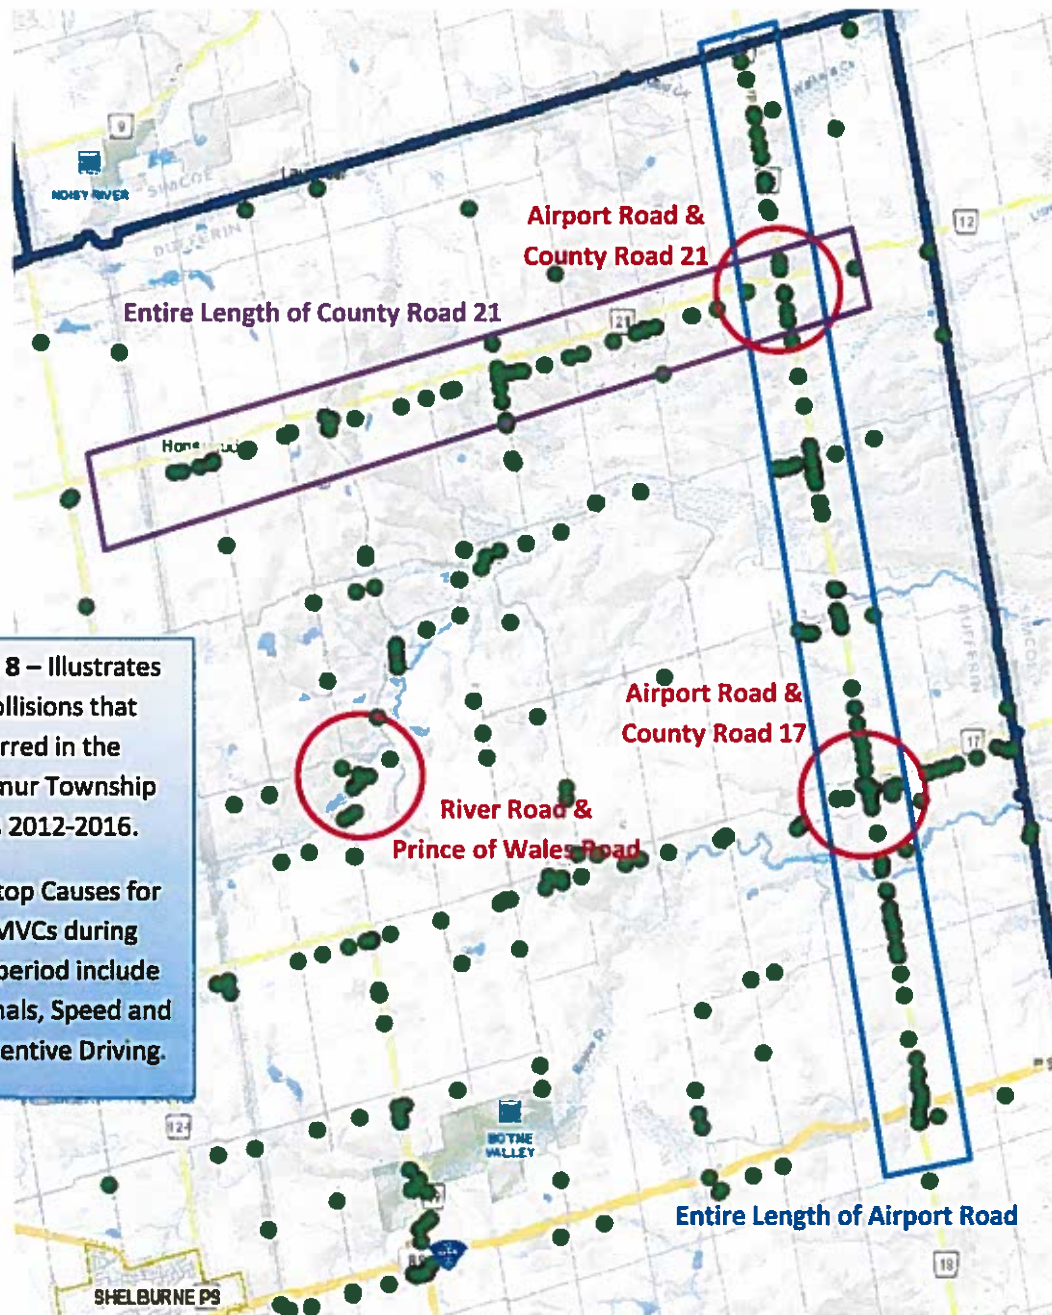 9
NOISY RIVER
SIMCOE
DUFFERIN
12
Airport Road &
County Road 21
Entire Length of County Road 21
21
8 – Illustrates
ollisions that
rred in the
mur Township
2012-2016.
top Causes for
MVCs during
period include
nals, Speed and
entive Driving.
DUFFERIN
SIMCOE
Airport Road &
County Road 17
17
River Road &
Prince of Wales Road
124
BOYNE
VALLEY
Entire Length of Airport Road
18
SHELBURNE PS